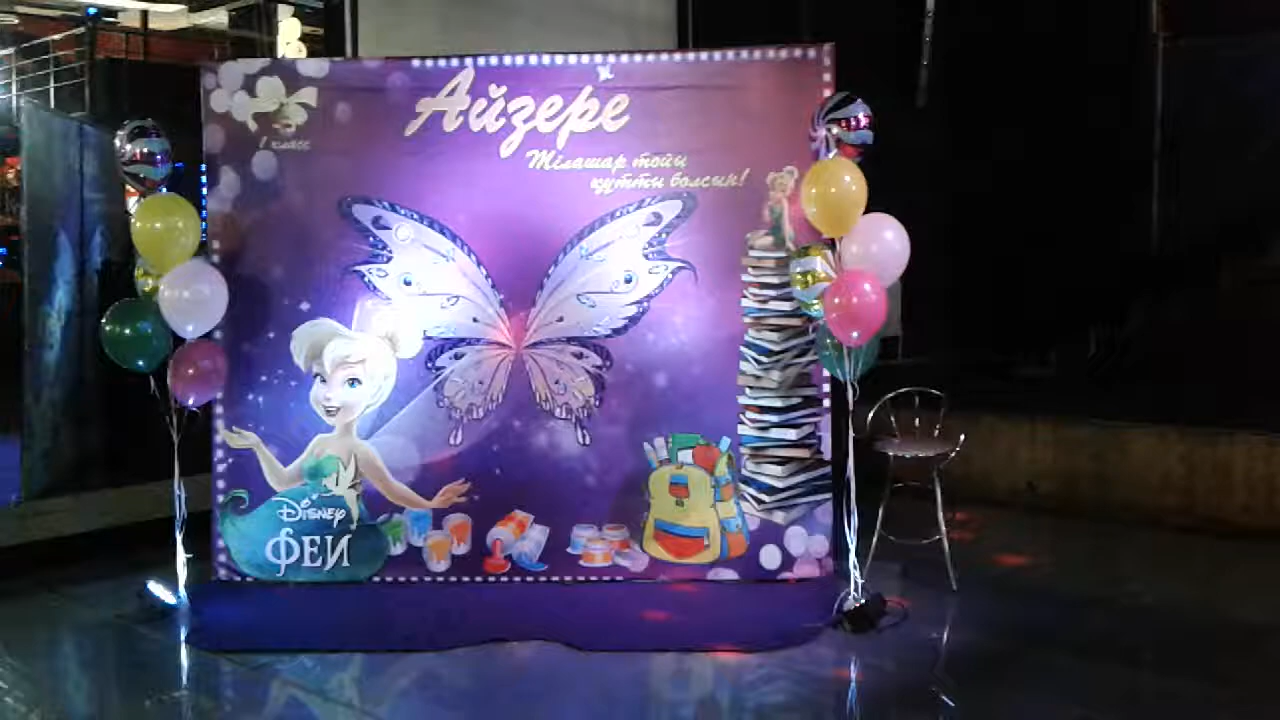 1 класс
Айзере
Тілашар тойы
құтты болсын!
Disney
ФЕИ